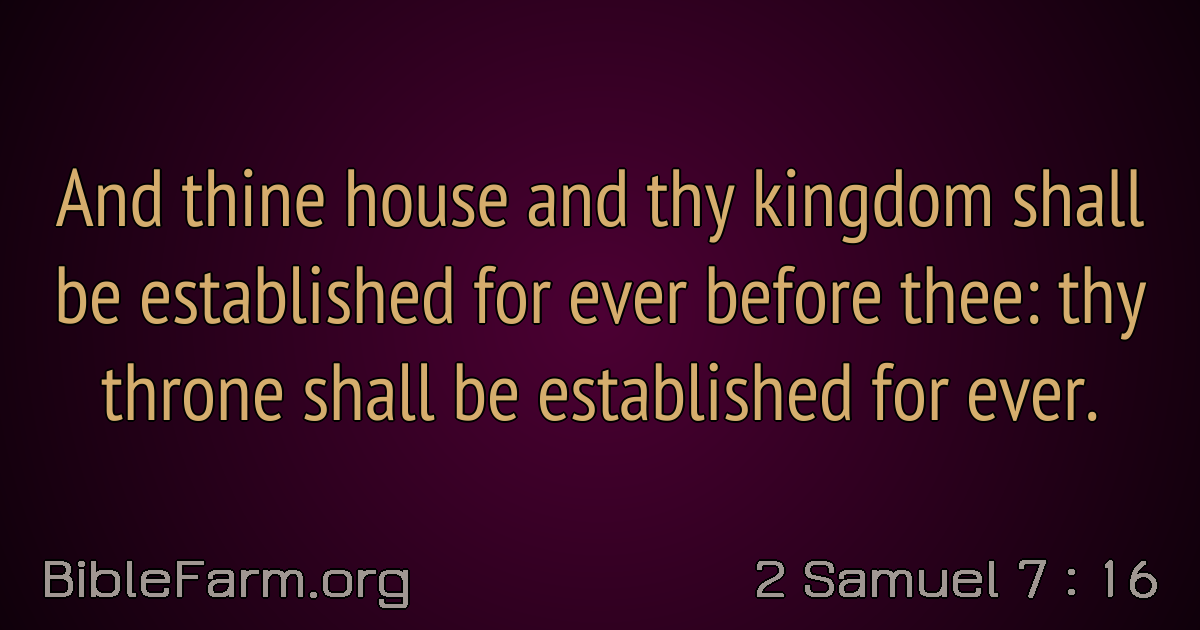 And thine house and thy kingdom shall
be established for ever before thee: thy
throne shall be established for ever.
BibleFarm.org
2 Samuel 7 : 16